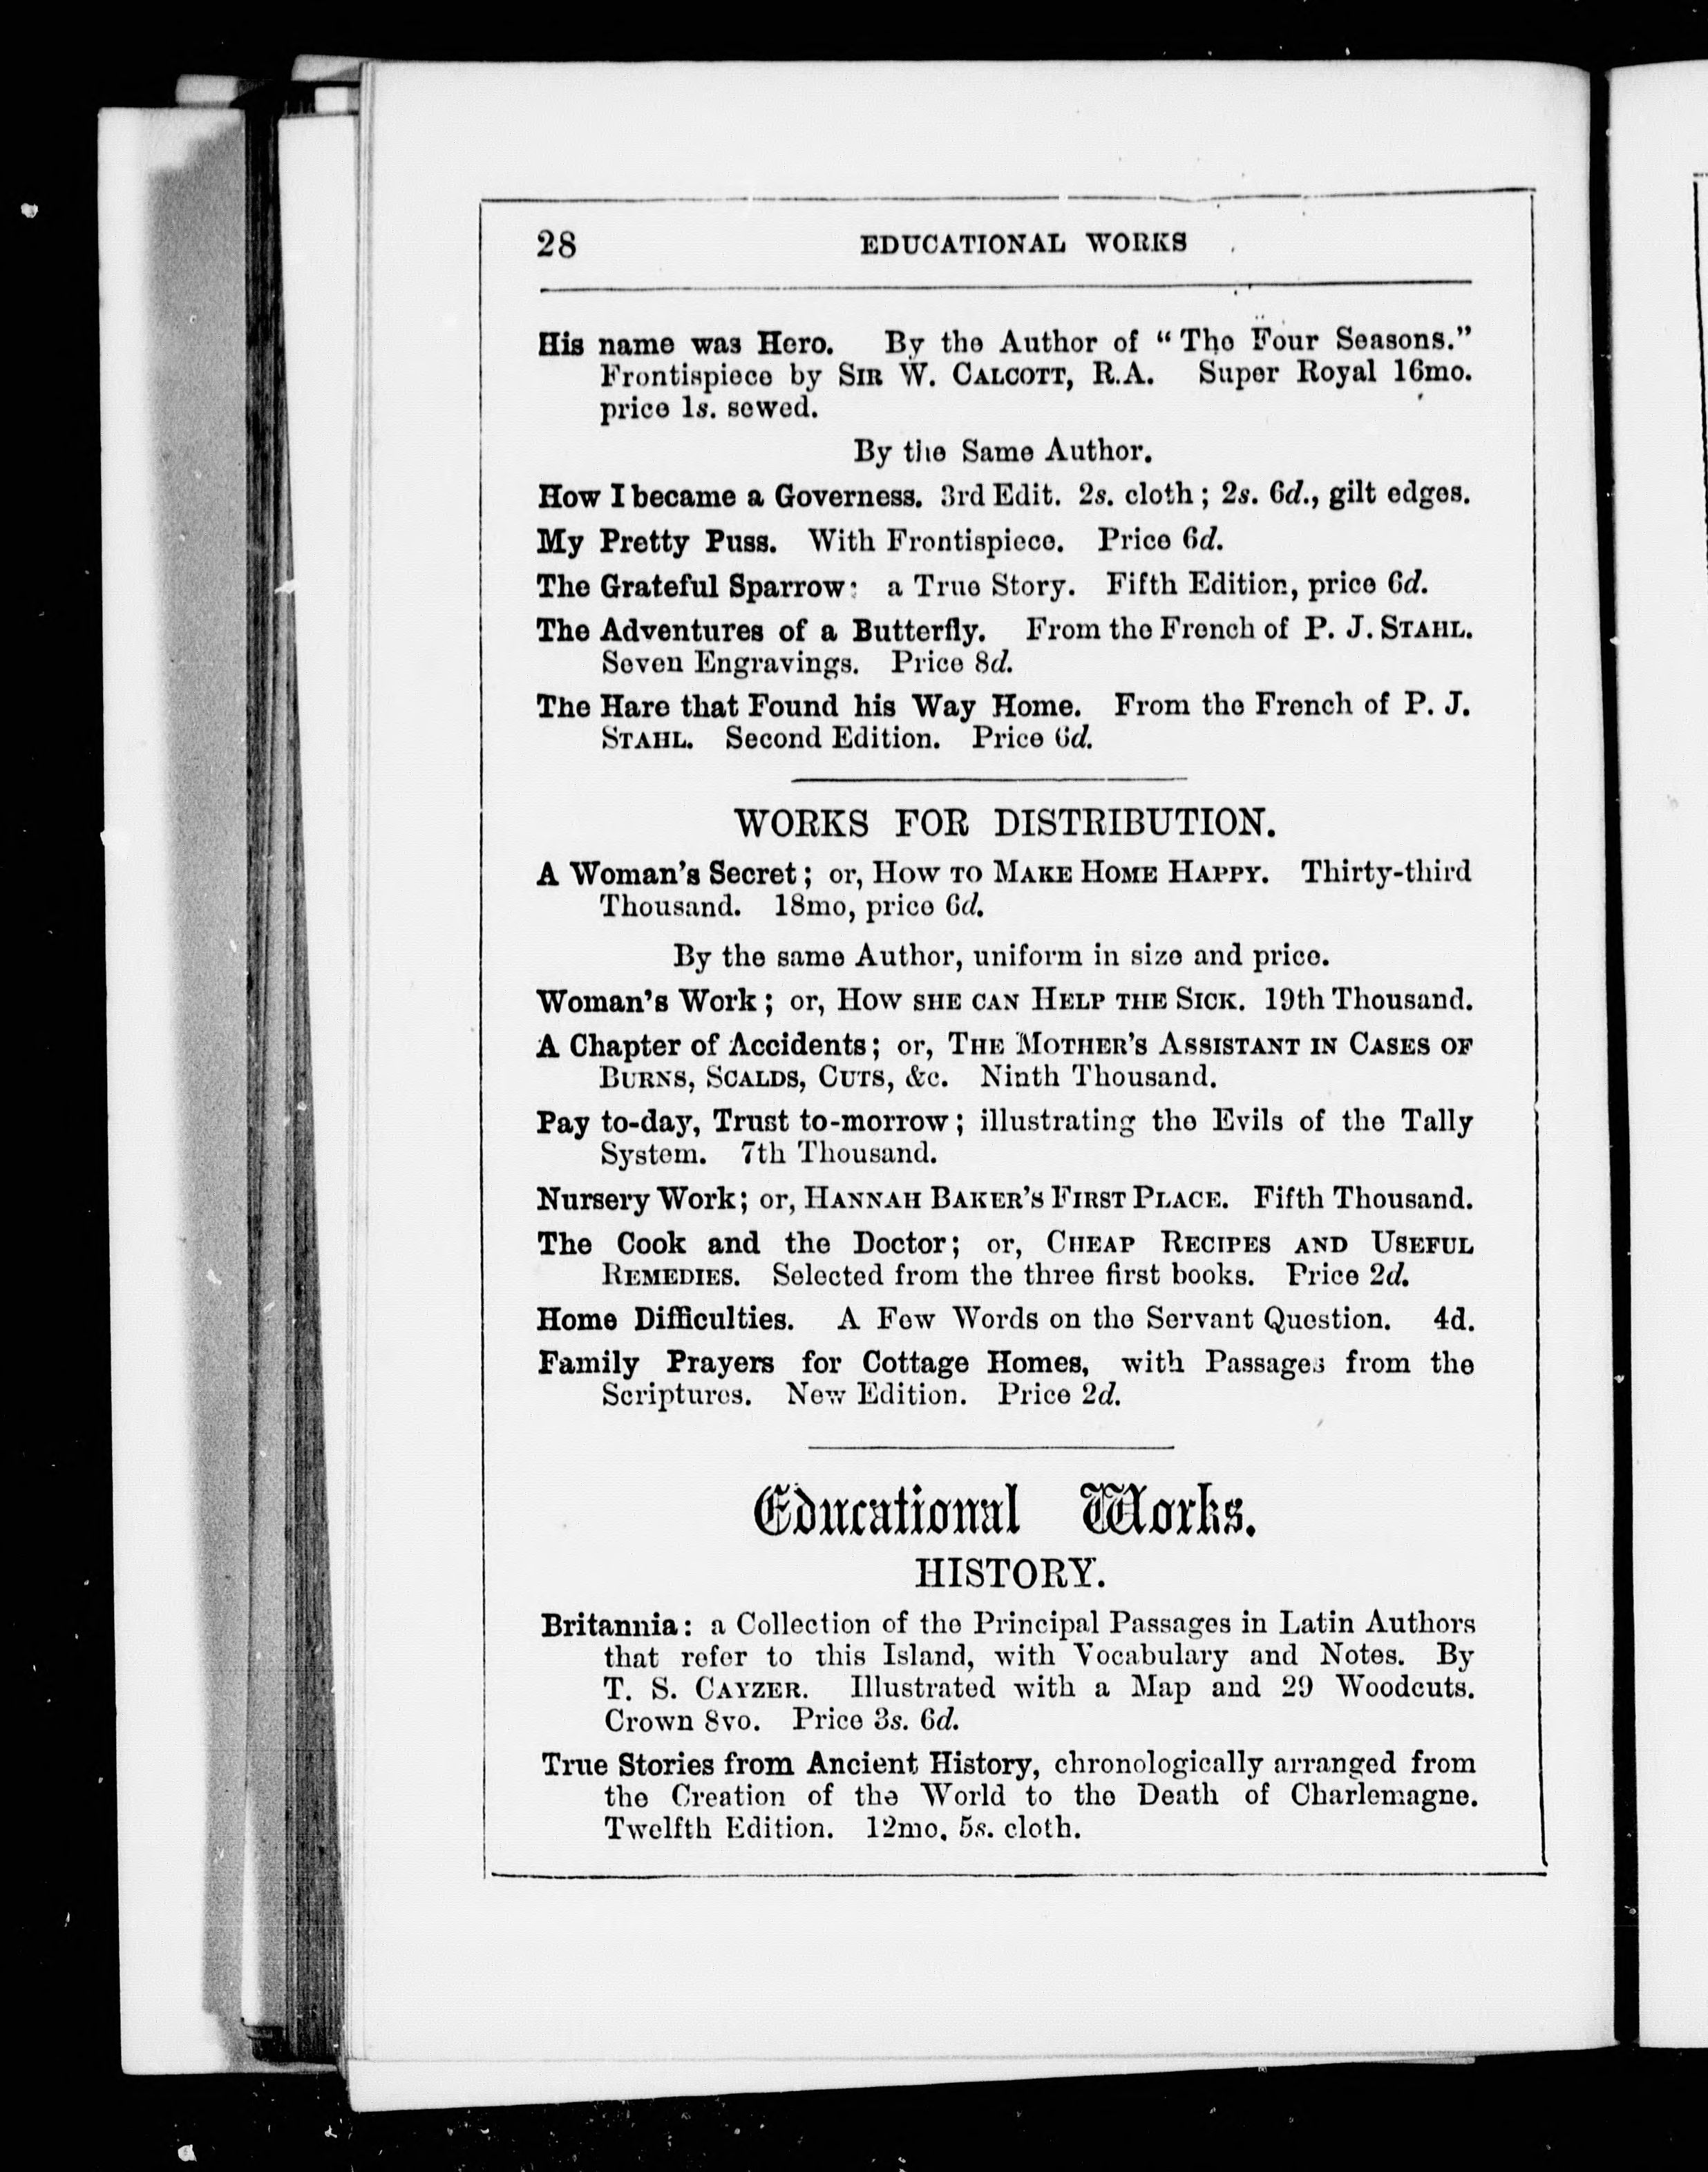 28 EDUCATIONAL WORKS
His name was Hero. By the Author of “The Four Seasons.”
Frontispiece by SIR W. CALCOTT, R.A. Super Royal 16mo.
price 1s. sewed.
By the Same Author.
How I became a Governess. 3rd Edit. 2s. cloth; 2s. 6d., gilt edges.
My Pretty Puss. With Frontispiece. Price 6d.
The Grateful Sparrow: a True Story. Fifth Edition, price 6d.
The Adventures of a Butterfly. From the French of P. J. STAHL.
Seven Engravings. Price 8d.
The Hare that Found his Way Home. From the French of P. J.
STAHL. Second Edition. Price 6d.
WORKS FOR DISTRIBUTION.
A Woman's Secret; or, HOW TO MAKE HOME HAPPY. Thirty-third
Thousand. 18mo, price 6d.
By the same Author, uniform in size and price.
Woman's Work; or, HOW SHE CAN HELP THE SICK. 19th Thousand.
A Chapter of Accidents; or, THE MOTHER'S ASSISTANT IN CASES OF
BURNS, SCALDS, CUTS, &c. Ninth Thousand.
Pay to-day, Trust to-morrow; illustrating the Evils of the Tally
System. 7th Thousand.
Nursery Work; or, HANNAH BAKER'S FIRST PLACE. Fifth Thousand.
The Cook and the Doctor; or, CHEAP RECIPES AND USEFUL
REMEDIES. Selected from the three first books. Price 2d.
Home Difficulties. A Few Words on the Servant Question. 4d.
Family Prayers for Cottage Homes, with Passages from the
Scriptures. New Edition. Price 2d.
Educational Works.
HISTORY.
Britannia: a Collection of the Principal Passages in Latin Authors
that refer to this Island, with Vocabulary and Notes. By
T. S. CAYZER. Illustrated with a Map and 29 Woodcuts.
Crown 8vo. Price 3s. 6d.
True Stories from Ancient History, chronologically arranged from
the Creation of the World to the Death of Charlemagne.
Twelfth Edition. 12mo, 5s. cloth.